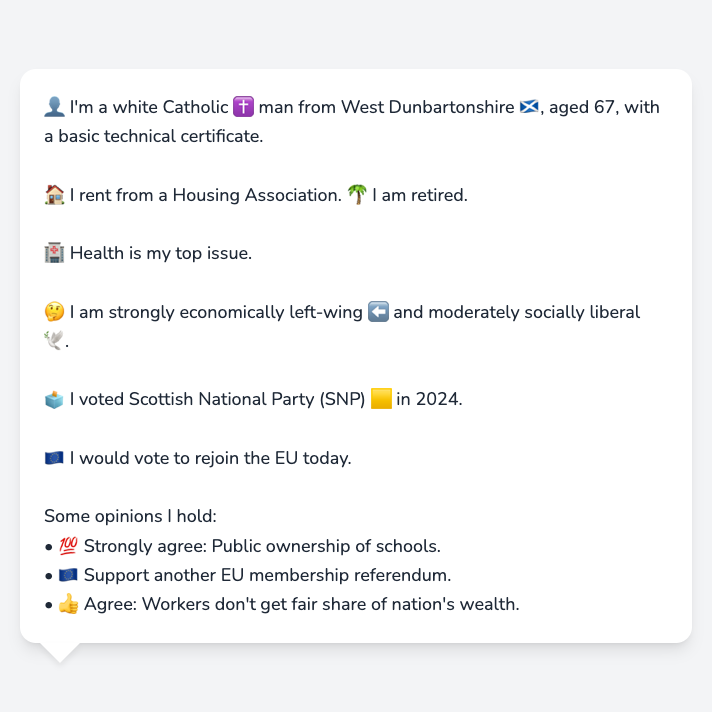 👤 I'm a white Catholic ✝️ man from West Dunbartonshire 🏴󠁧󠁢󠁳󠁣󠁴󠁿, aged 67, with
a basic technical certificate.
🏠 I rent from a Housing Association. 🌴 I am retired.
🏥 Health is my top issue.
🤔 I am strongly economically left-wing ⬅️ and moderately socially liberal
🕊️.
🗳️ I voted Scottish National Party (SNP) 🟨 in 2024.
🇪🇺 I would vote to rejoin the EU today.
Some opinions I hold:
• 💯 Strongly agree: Public ownership of schools.
• 🇪🇺 Support another EU membership referendum.
• 👍 Agree: Workers don't get fair share of nation's wealth.